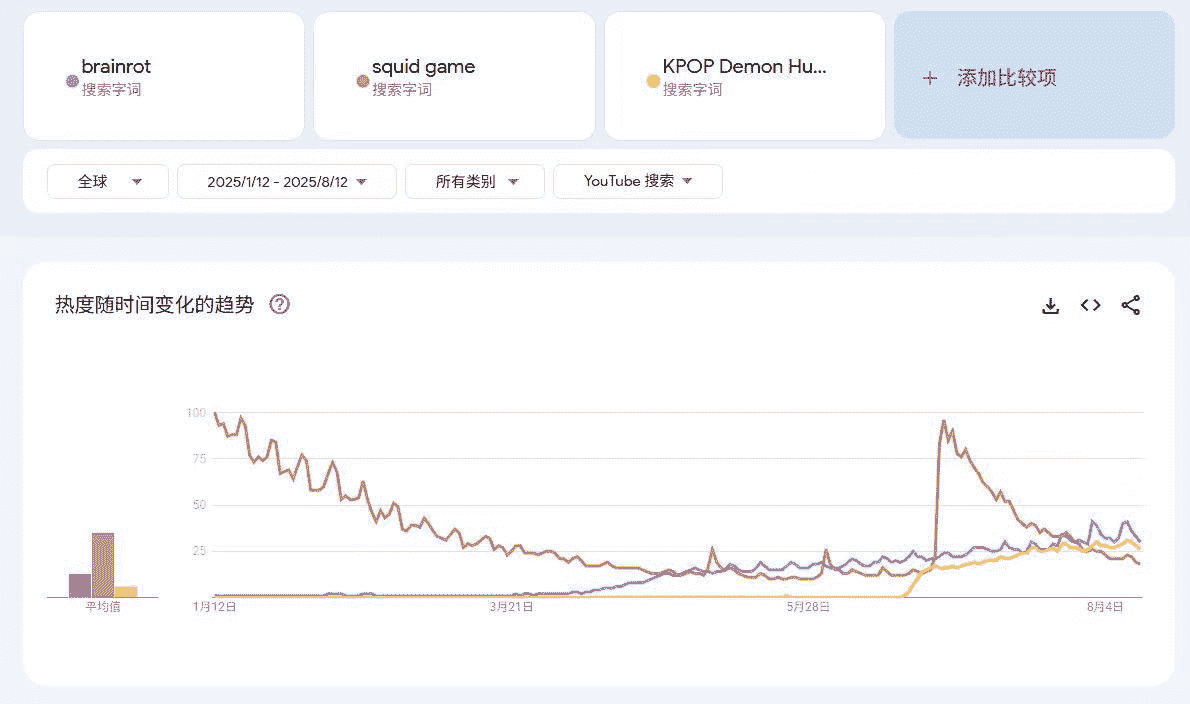 brainrot
搜索字词
squid game
搜索字词
KPOP Demon Hu...
搜索字词
+ 添加比较项
全球
2025/1/12 - 2025/8/12
所有类别
YouTube 搜索
热度随时间变化的趋势
100
75
50
25
平均值
1月12日
3月21日
5月28日
8月4日